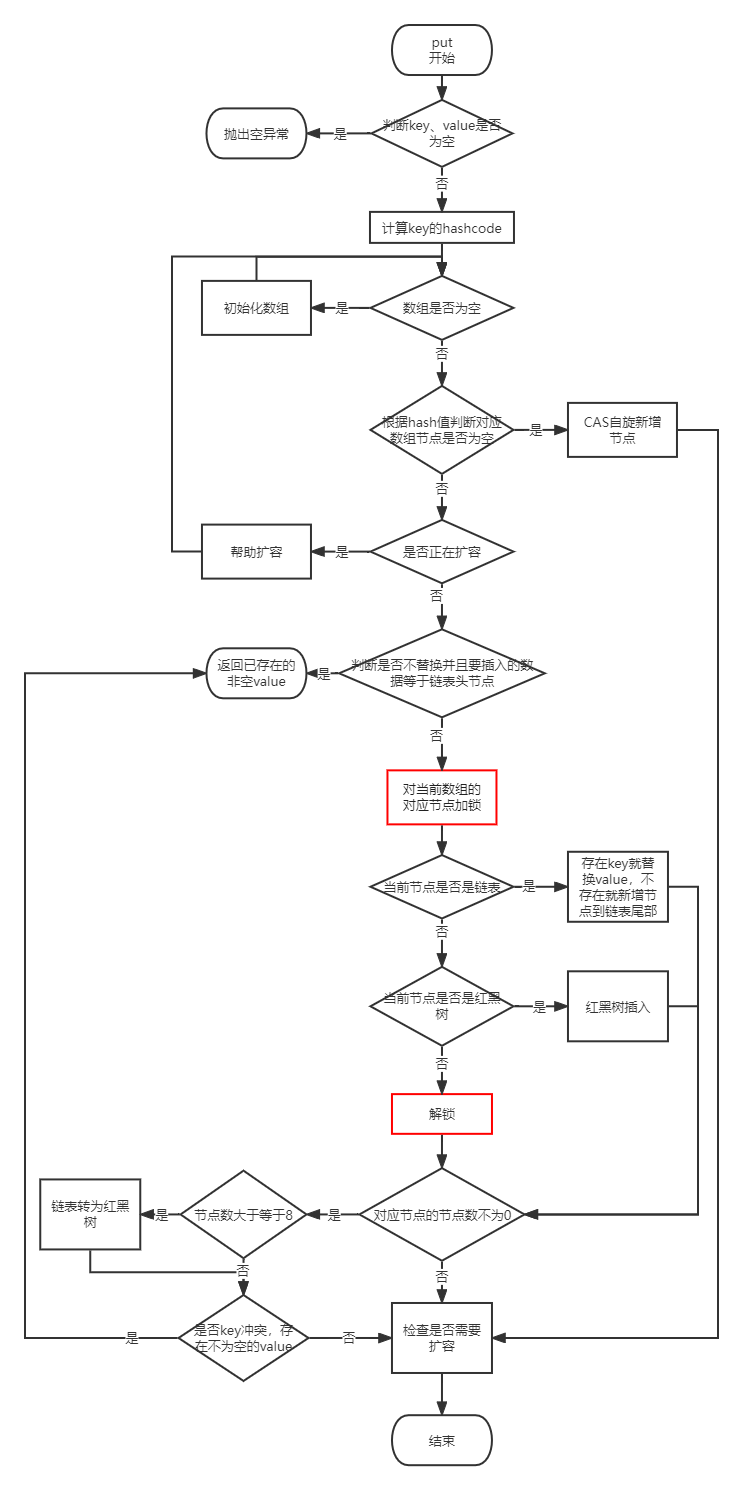 put
开始
判断key、value是否
为空
是
抛出空异常
否
计算key的hashcode
数组是否为空
是
初始化数组
否
根据hash值判断对应
数组节点是否为空
是
CAS自旋新增
节点
否
是否正在扩容
是
帮助扩容
否
判断是否不替换并且要插入的数
据等于链表头节点
是
返回已存在的
非空value
否
对当前数组的
对应节点加锁
当前节点是否是链表
是
存在key就替
换value，不
存在就新增节
点到链表尾部
否
当前节点是否是红黑
树
是
红黑树插入
否
解锁
对应节点的节点数不为0
是
节点数大于等于8
是
链表转为红黑
树
否
否
是否key冲突，存
在不为空的value
是
否
检查是否需要
扩容
结束